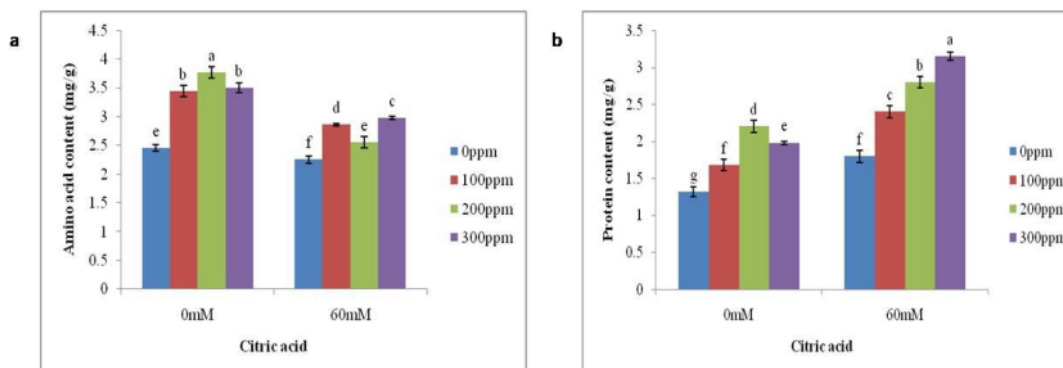 a
Amino acid content (mg/g)
4.5
4
3.5
3
2.5
2
1.5
1
0.5
0
e
b
a
b
f
d
e
c
0mM
60mM
Citric acid
0ppm
100ppm
200ppm
300ppm
b
Protein content (mg/g)
3.5
3
2.5
2
1.5
1
0.5
0
g
f
d
e
f
c
b
a
0mM
60mM
Citric acid
0ppm
100ppm
200ppm
300ppm